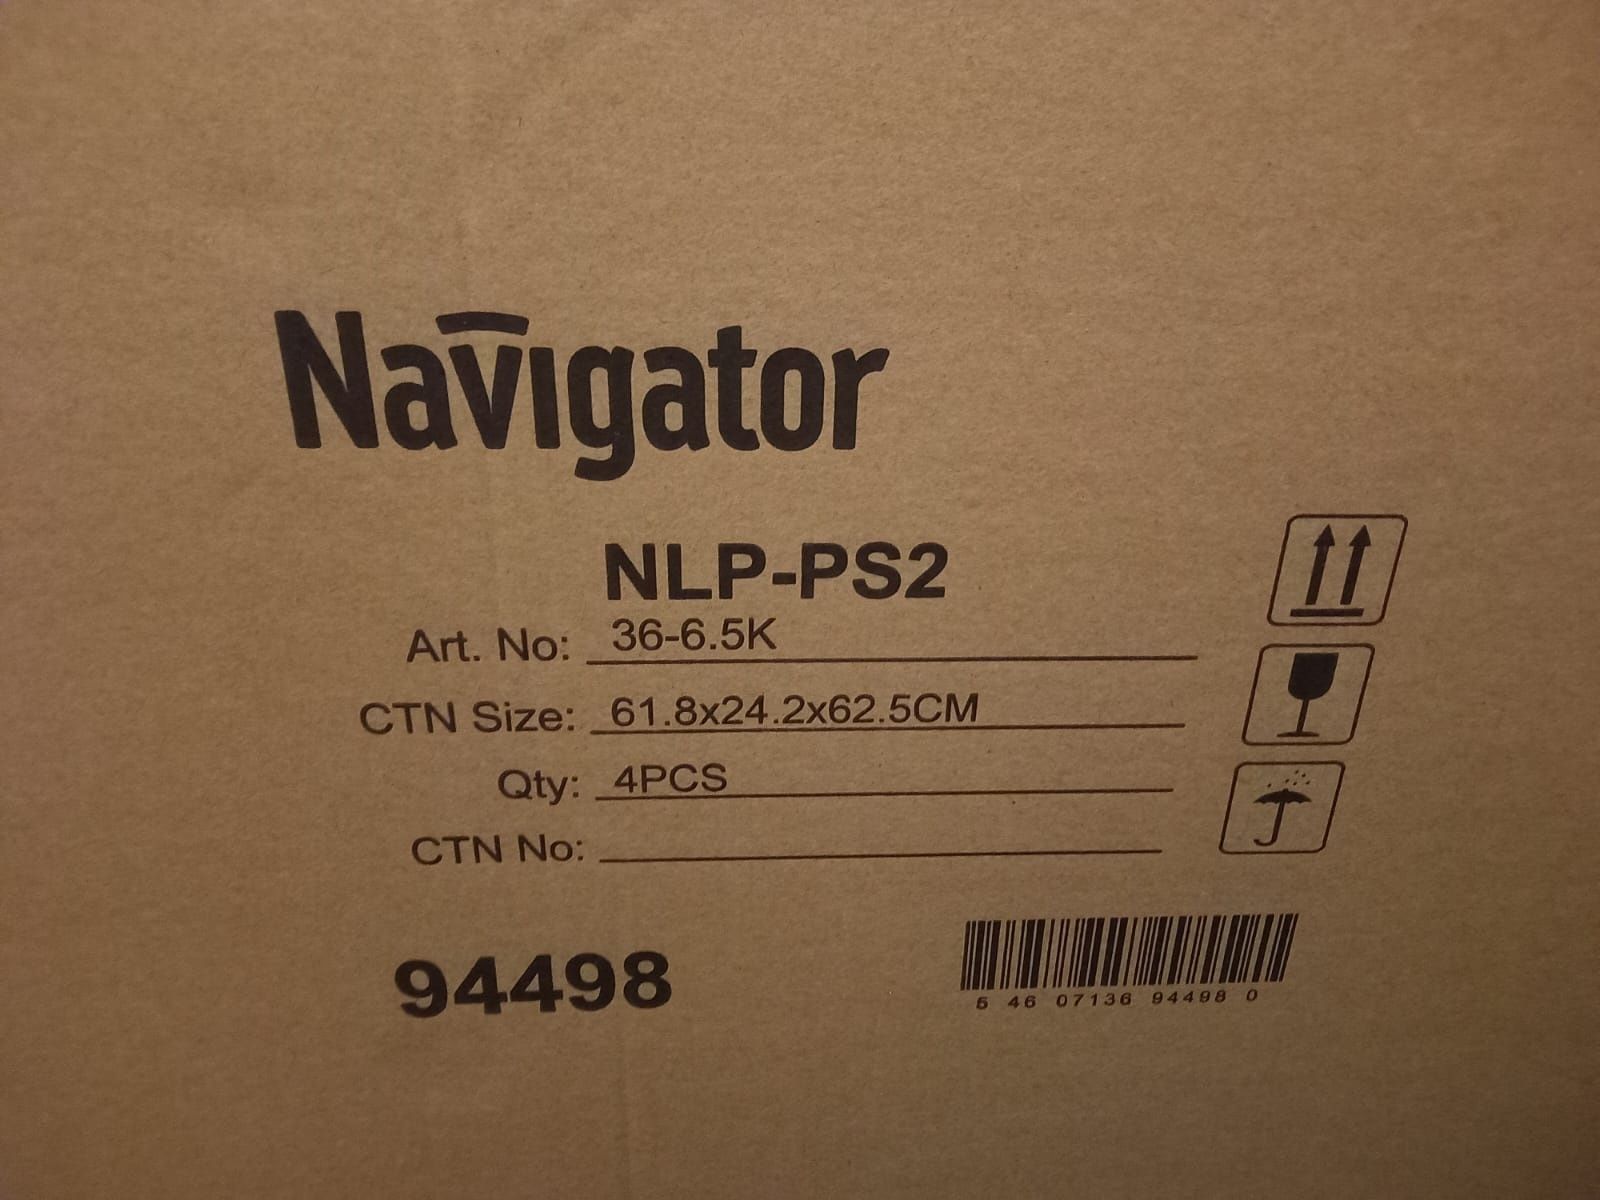 Navigator
NLP-PS2
Art. No: 36-6.5K
CTN Size: 61.8x24.2x62.5CM
Qty: 4PCS
CTN No:
94498
5 46 07136 94498 0